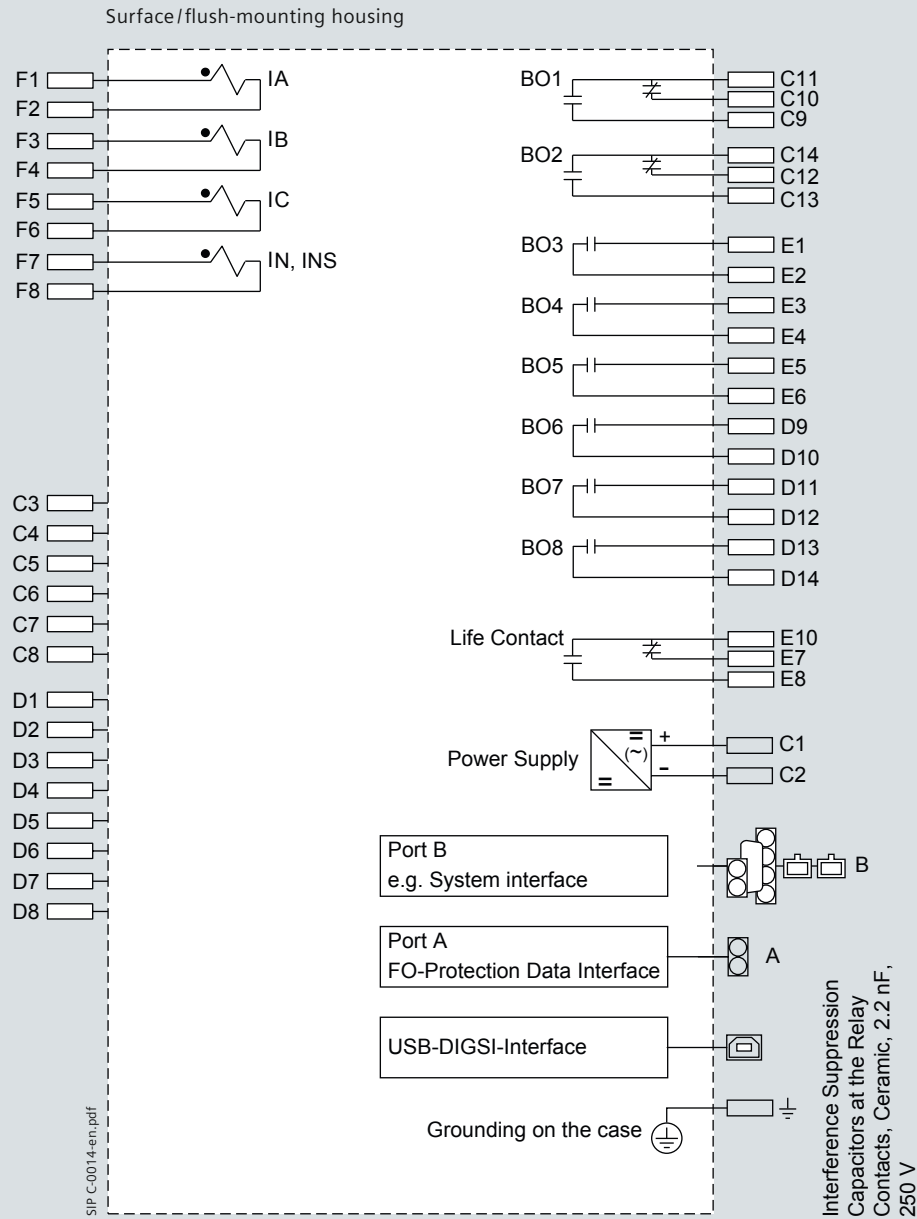 Surface/flush-mounting housing
F1
F2
IA
F3
F4
IB
F5
F6
IC
F7
F8
IN, INS
C3
C4
C5
C6
C7
C8
D1
D2
D3
D4
D5
D6
D7
D8
BO1
C11
C10
C9
BO2
C14
C12
C13
BO3
E1
E2
BO4
E3
E4
BO5
E5
E6
BO6
D9
D10
BO7
D11
D12
BO8
D13
D14
Life Contact
E10
E7
E8
Power Supply
=
(~)
=
+
-
C1
C2
Port B
e.g. System interface
B
Port A
FO-Protection Data Interface
A
USB-DIGSI-Interface
Grounding on the case
Interference Suppression
Capacitors at the Relay
Contacts, Ceramic, 2.2 nF,
250 V
SIP C-0014-en.pdf